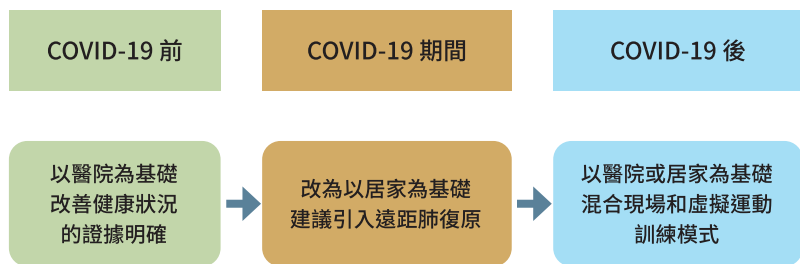 COVID-19 前
COVID-19 期間
COVID-19 後
以醫院為基礎
改善健康狀況
的證據明確
改為以居家為基礎
建議引入遠距肺復原
以醫院或居家為基礎
混合現場和虛擬運動
訓練模式